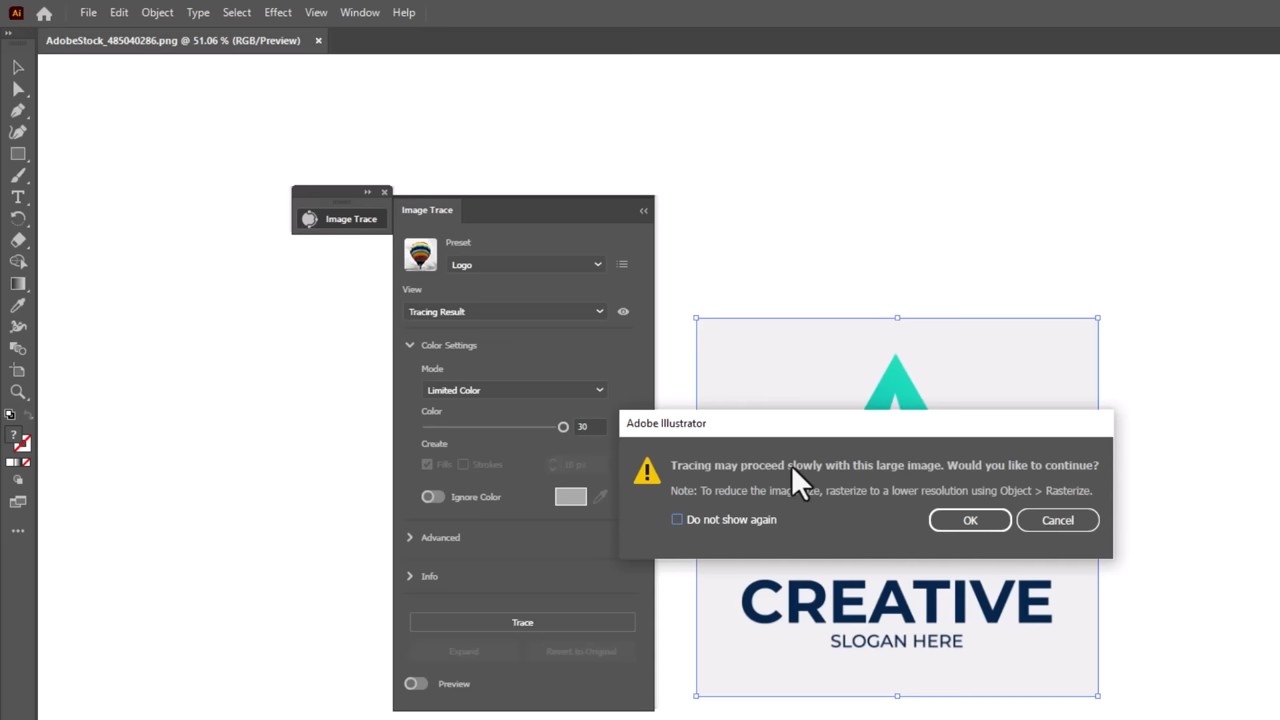 Ai File Edit Object Type Select Effect View Window Help
AdobeStock_485040286.png @ 51.06 % (RGB/Preview) ×
Image Trace
Image Trace
Preset
Logo
View
Tracing Result
Color Settings
Mode
Limited Color
Color
30
Create
Fills Strokes 10 px
Ignore Color
Advanced
Info
Trace
Expand Revert to Original
Preview
Adobe Illustrator
Tracing may proceed slowly with this large image. Would you like to continue?
Note: To reduce the image size, rasterize to a lower resolution using Object > Rasterize.
Do not show again
OK Cancel
CREATIVE
SLOGAN HERE